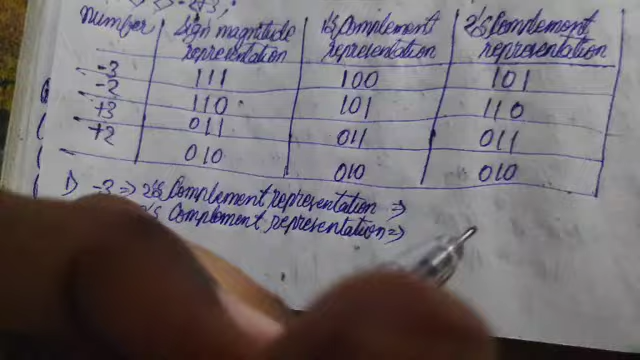 Number Sign magnitude representation 1's Complement representation 2's Complement representation
-3 111 100 101
-2 110 101 110
+3 011 011 011
+2 010 010 010
1) -3 => 2's Complement representation =>
2's Complement representation =>